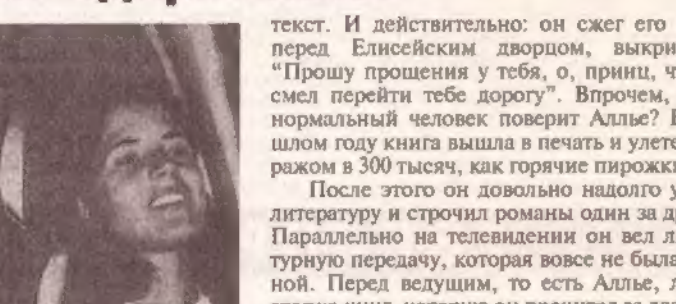 текст. И действительно: он сжег его
перед Елисейским дворцом, выкри
“Прошу прощения у тебя, о, принц, ч
смел перейти тебе дорогу”. Впрочем,
нормальный человек поверит Аллье?
шлом году книга вышла в печать и улете
ражом в 300 тысяч, как горячие пирожк
После этого он довольно надолго у
литературу и строчил романы один за д
Параллельно на телевидении он вел л
турную передачу, которая вовсе не была
ной. Перед ведущим, то есть Аллье, л